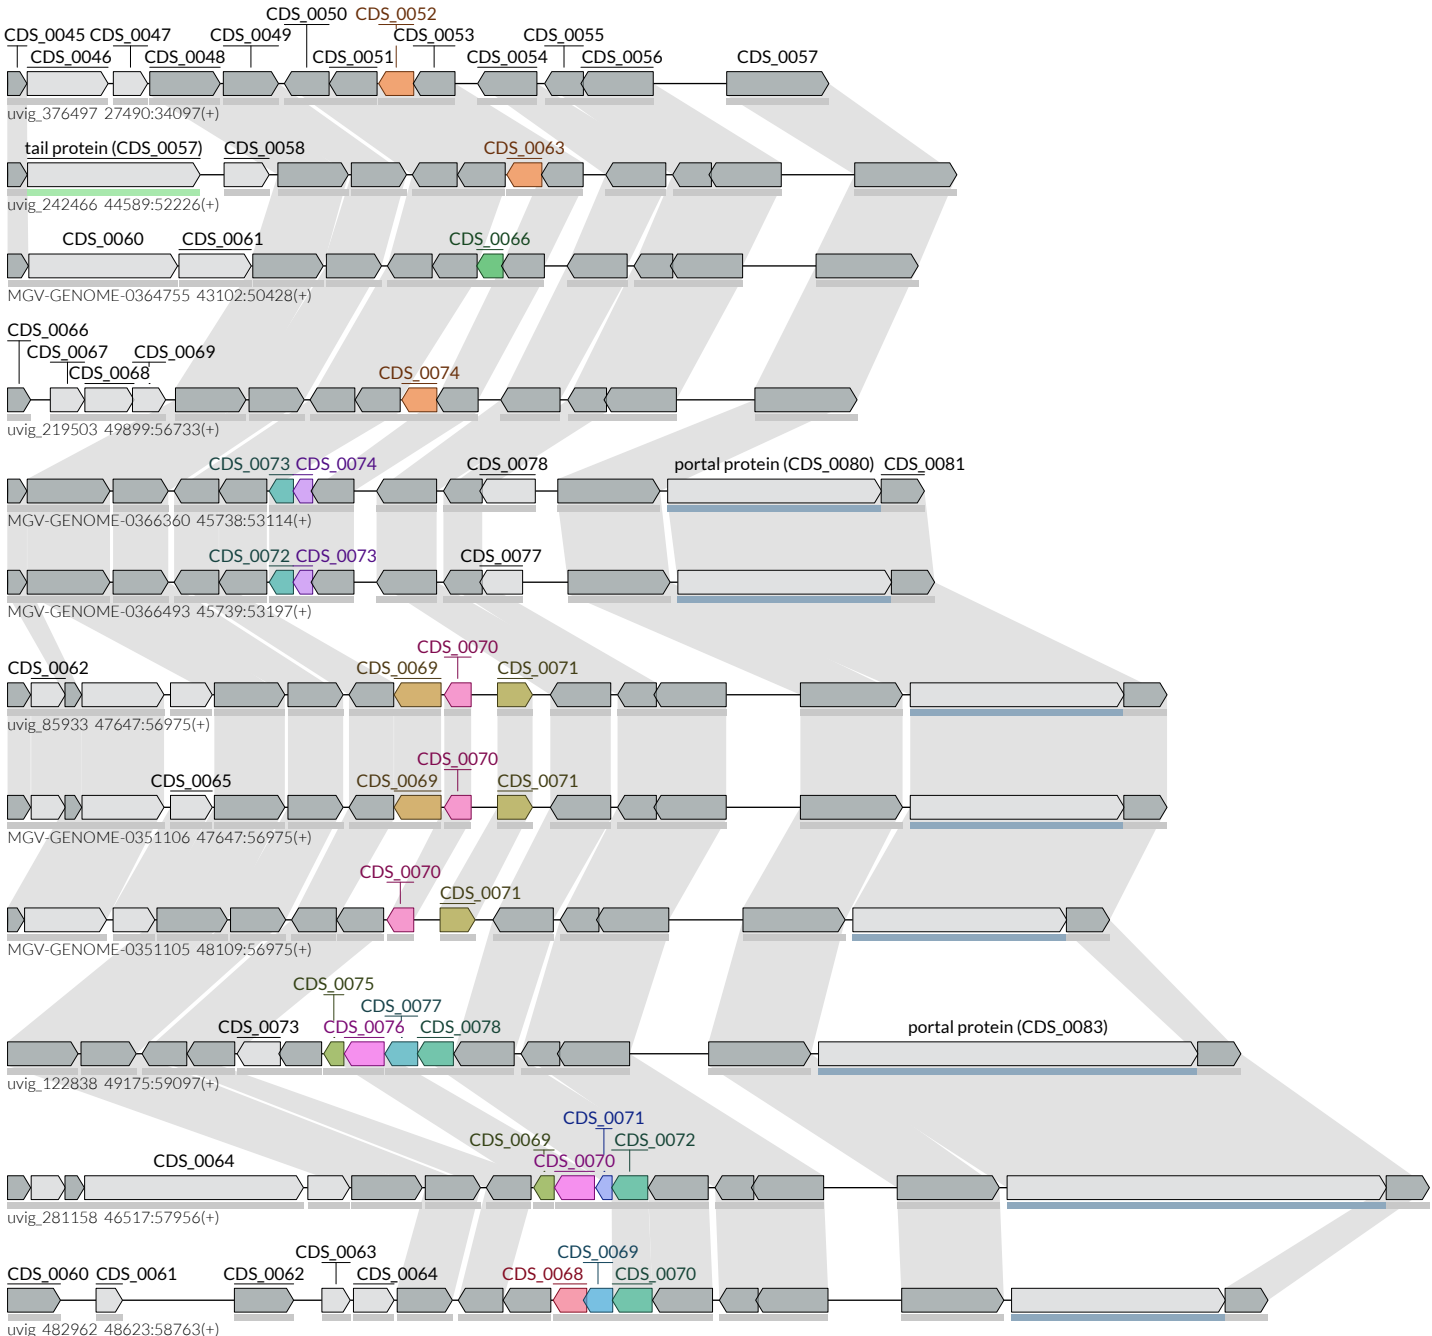 CDS_0050 CDS_0052
CDS_0045 CDS_0047 CDS_0049 CDS_0053 CDS_0055
CDS_0046 CDS_0048 CDS_0051 CDS_0054 CDS_0056 CDS_0057
uvig_376497 27490:34097(+)
tail protein (CDS_0057) CDS_0058 CDS_0063
uvig_242466 44589:52226(+)
CDS_0060 CDS_0061 CDS_0066
MGV-GENOME-0364755 43102:50428(+)
CDS_0066
CDS_0067 CDS_0069
CDS_0068 CDS_0074
uvig_219503 49899:56733(+)
CDS_0073 CDS_0074 CDS_0078 portal protein (CDS_0080) CDS_0081
MGV-GENOME-0366360 45738:53114(+)
CDS_0072 CDS_0073 CDS_0077
MGV-GENOME-0366493 45739:53197(+)
CDS_0070
CDS_0062 CDS_0069 CDS_0071
uvig_85933 47647:56975(+)
CDS_0070
CDS_0065 CDS_0069 CDS_0071
MGV-GENOME-0351106 47647:56975(+)
CDS_0070
CDS_0071
MGV-GENOME-0351105 48109:56975(+)
CDS_0075
CDS_0077
CDS_0073 CDS_0076 CDS_0078 portal protein (CDS_0083)
uvig_122838 49175:59097(+)
CDS_0071
CDS_0069 CDS_0072
CDS_0064 CDS_0070
uvig_281158 46517:57956(+)
CDS_0063 CDS_0069
CDS_0060 CDS_0061 CDS_0062 CDS_0064 CDS_0068 CDS_0070
uvig_482962 48623:58763(+)